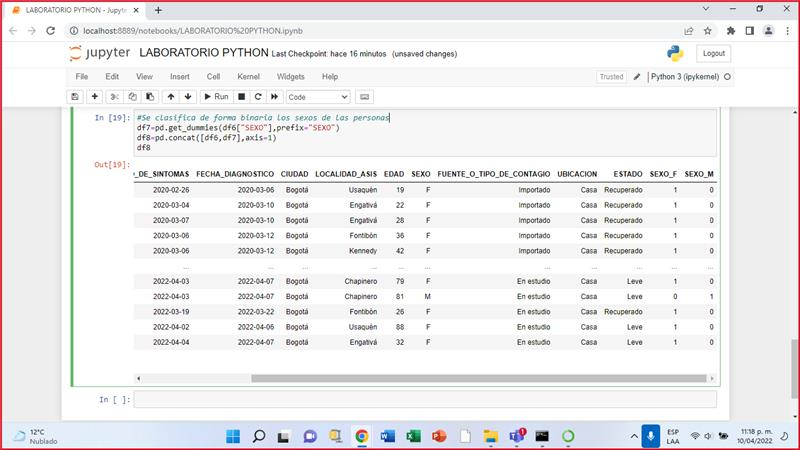 LABORATORIO PYTHON - Jupyter
localhost:8889/notebooks/LABORATORIO%20PYTHON.ipynb
jupyter LABORATORIO PYTHON Last Checkpoint: hace 16 minutos (unsaved changes)
Logout
File Edit View Insert Cell Kernel Widgets Help
Trusted Python 3 (ipykernel)
Run Code
In [19]: #Se clasifica de forma binaria los sexos de las personas
df7=pd.get_dummies(df6["SEXO"],prefix="SEXO")
df8=pd.concat([df6,df7],axis=1)
df8
Out[19]:
_DE_SINTOMAS FECHA_DIAGNOSTICO CIUDAD LOCALIDAD_ASIS EDAD SEXO FUENTE_O_TIPO_DE_CONTAGIO UBICACION ESTADO SEXO_F SEXO_M
2020-02-26 2020-03-06 Bogotá Usaquén 19 F Importado Casa Recuperado 1 0
2020-03-04 2020-03-10 Bogotá Engativá 22 F Importado Casa Recuperado 1 0
2020-03-07 2020-03-10 Bogotá Engativá 28 F Importado Casa Recuperado 1 0
2020-03-06 2020-03-12 Bogotá Fontibón 36 F Importado Casa Recuperado 1 0
2020-03-06 2020-03-12 Bogotá Kennedy 42 F Importado Casa Recuperado 1 0
... ... ... ... ... ... ... ... ... ... ...
2022-04-03 2022-04-07 Bogotá Chapinero 79 F En estudio Casa Leve 1 0
2022-04-03 2022-04-07 Bogotá Chapinero 81 M En estudio Casa Leve 0 1
2022-03-19 2022-03-22 Bogotá Fontibón 26 F En estudio Casa Recuperado 1 0
2022-04-02 2022-04-06 Bogotá Usaquén 88 F En estudio Casa Leve 1 0
2022-04-04 2022-04-07 Bogotá Engativá 32 F En estudio Casa Leve 1 0
In [ ]:
12°C
Nublado
1
ESP
LAA
11:18 p. m.
10/04/2022